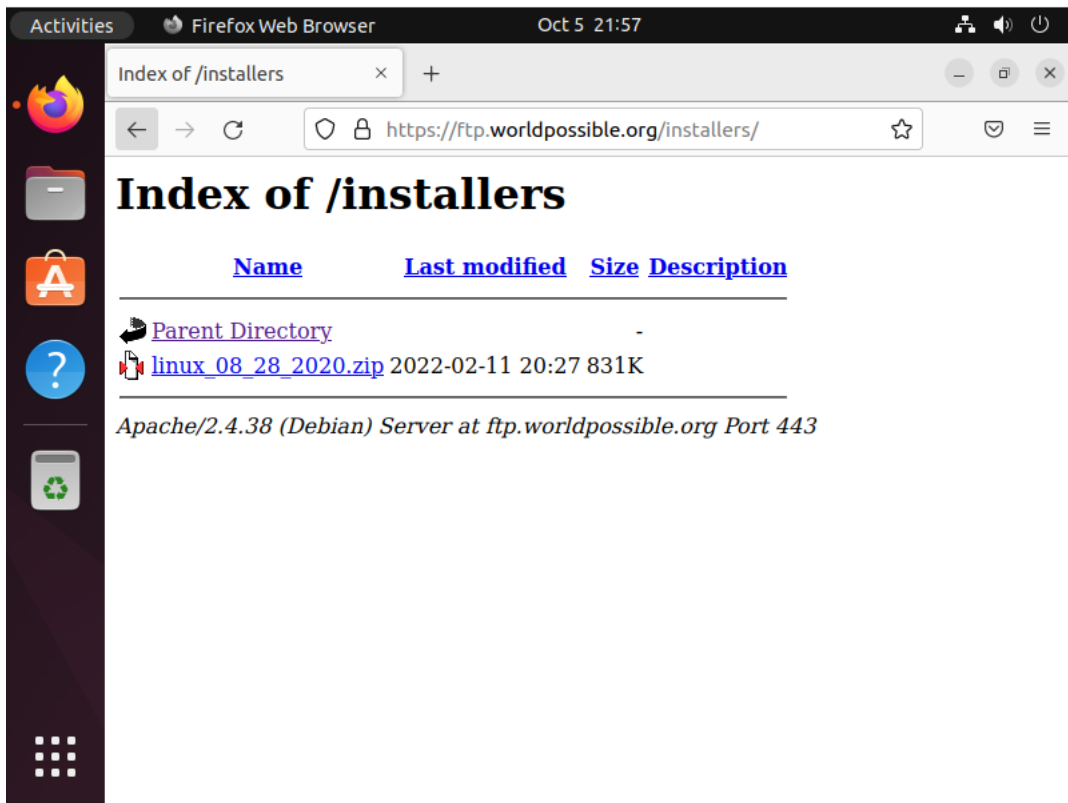 Activities Firefox Web Browser Oct 5 21:57
Index of /installers
https://ftp.worldpossible.org/installers/
Index of /installers
Name Last modified Size Description
Parent Directory -
linux_08_28_2020.zip 2022-02-11 20:27 831K
Apache/2.4.38 (Debian) Server at ftp.worldpossible.org Port 443